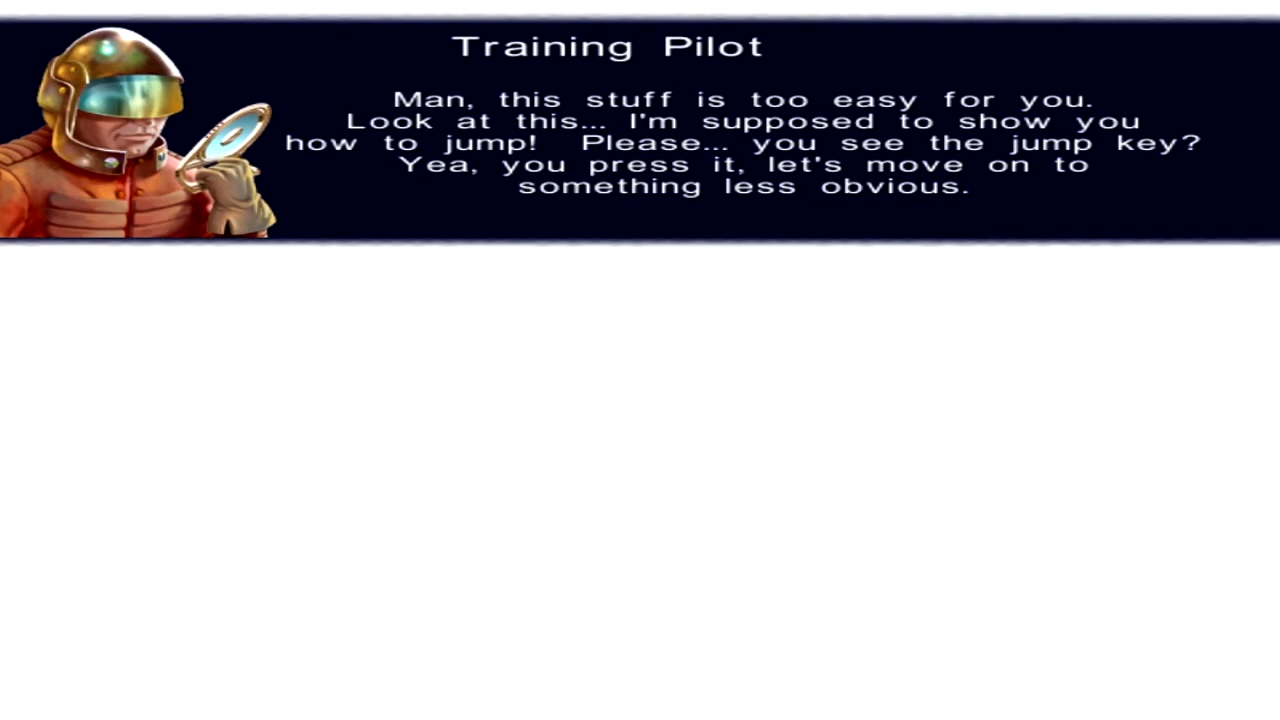 Training Pilot
Man, this stuff is too easy for you.
Look at this... I'm supposed to show you
how to jump! Please... you see the jump key?
Yea, you press it, let's move on to
something less obvious.